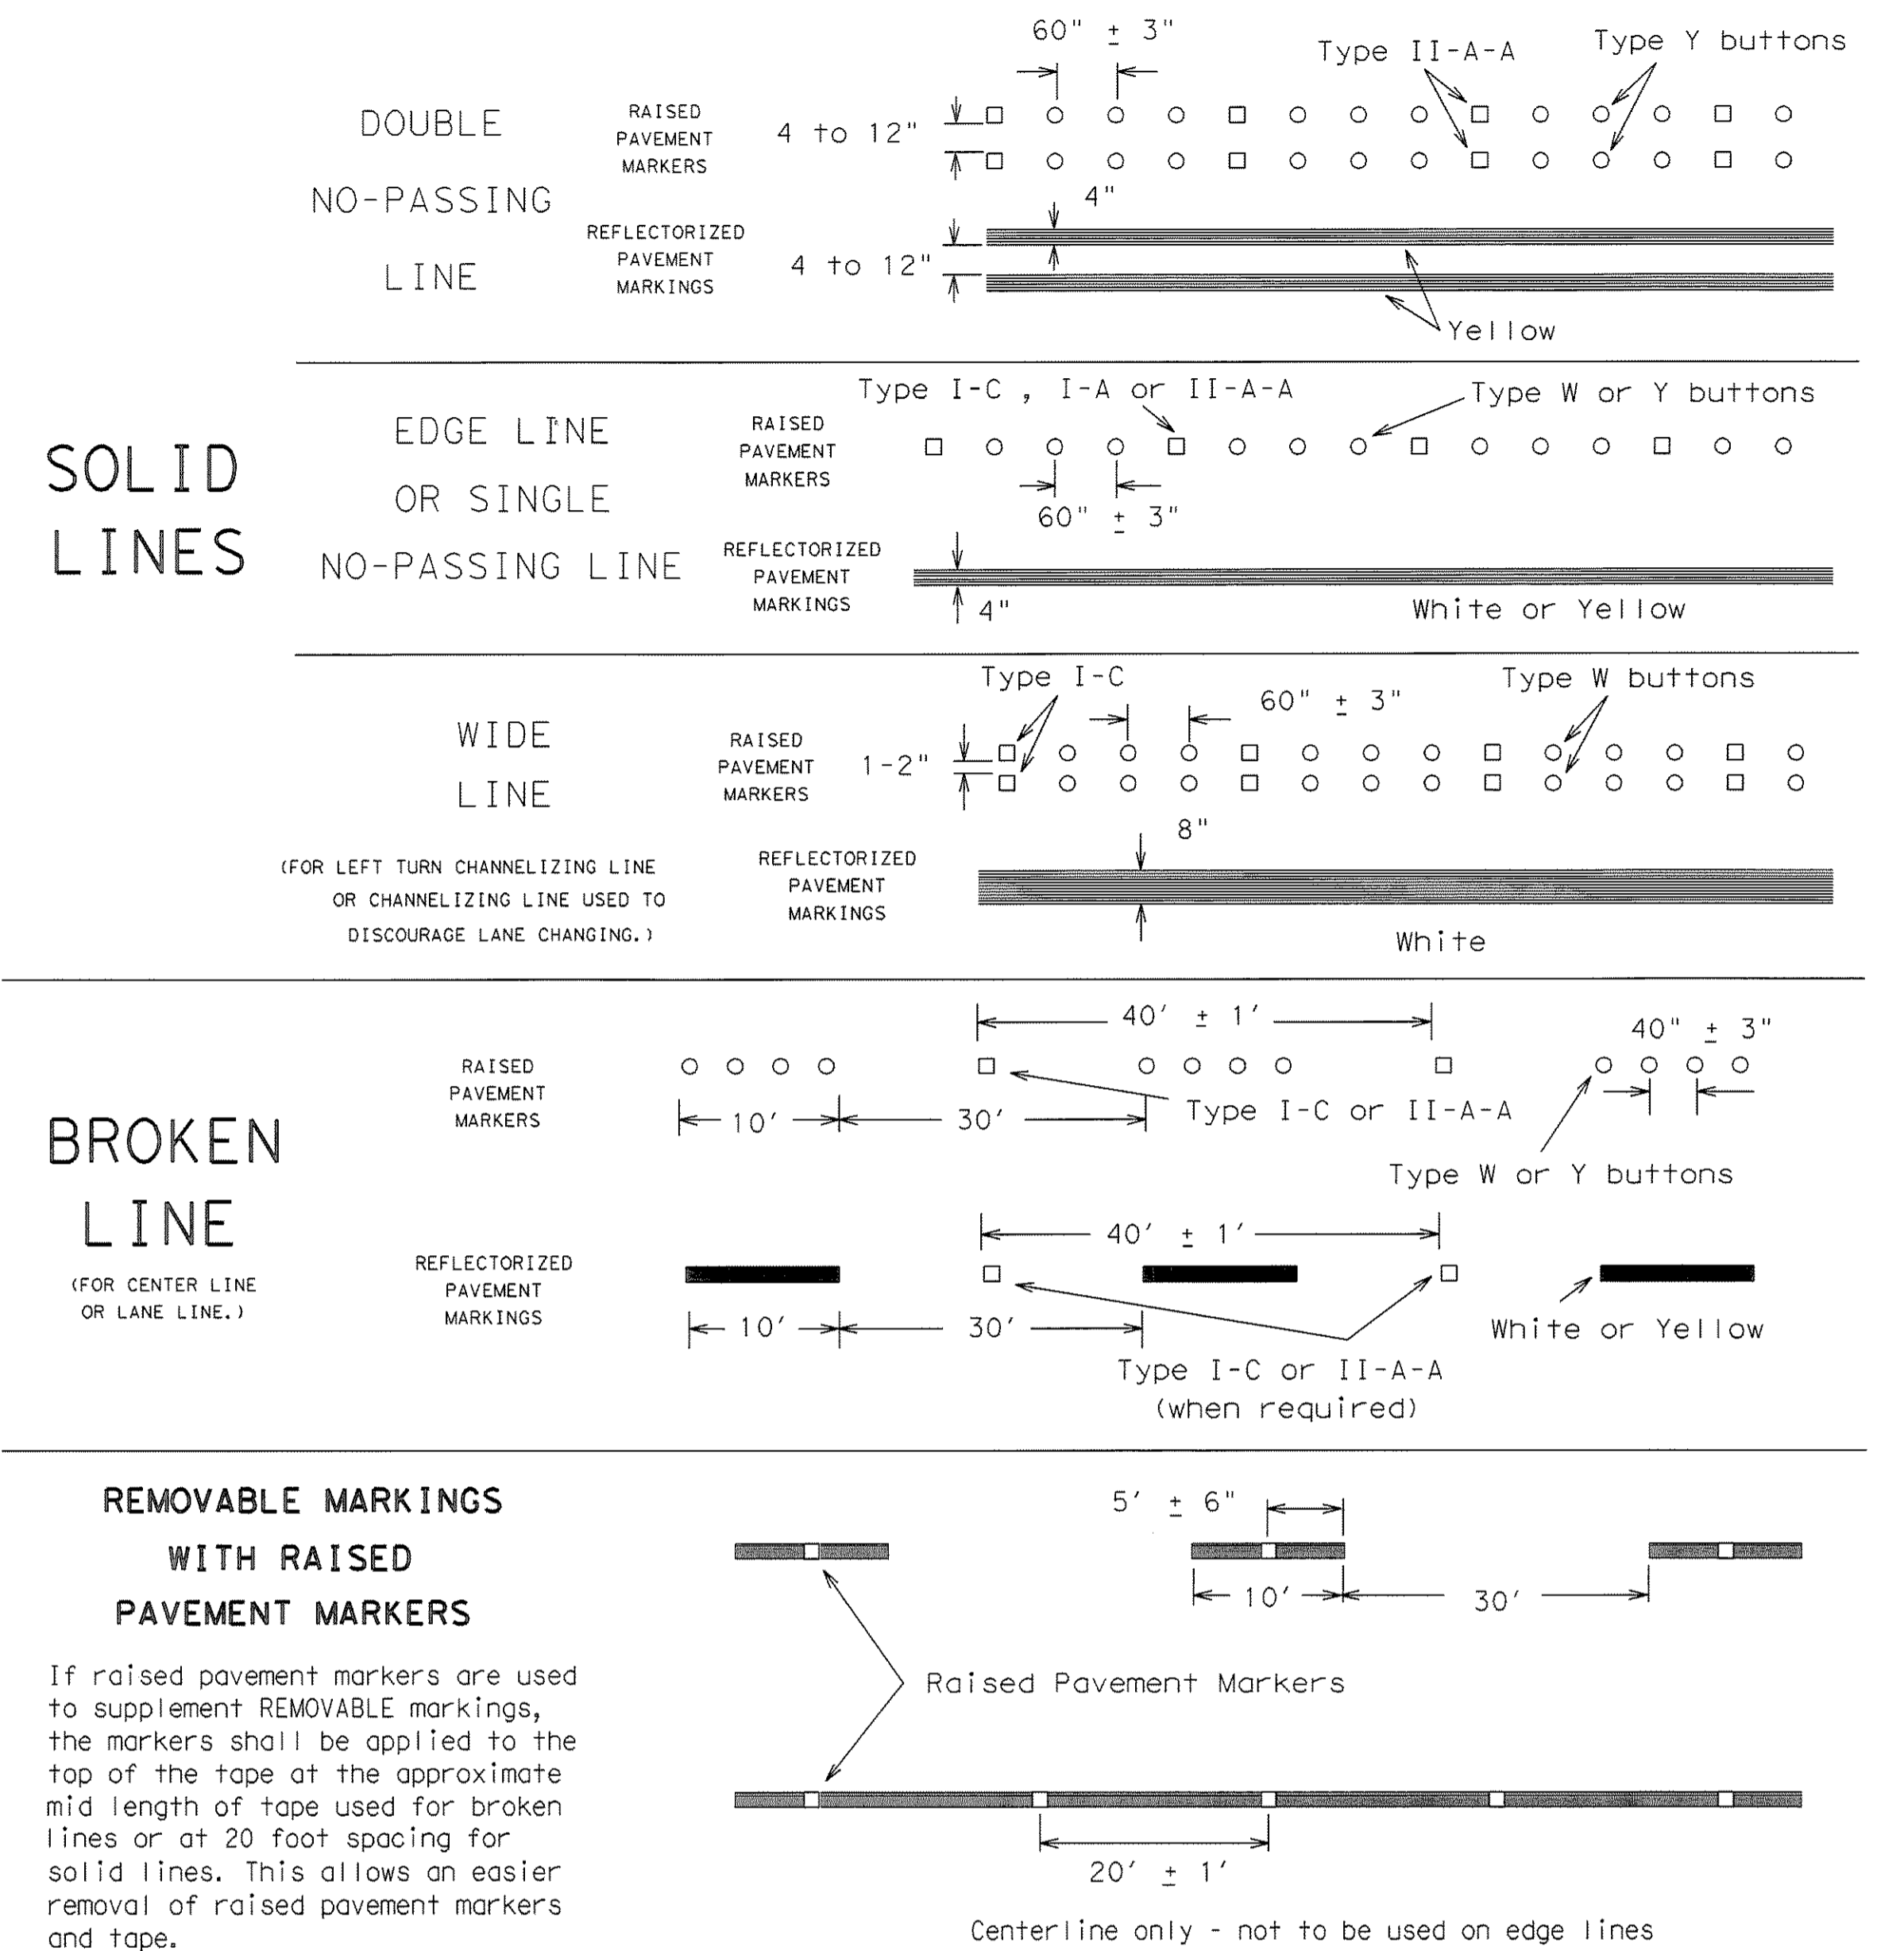 SOLID
LINES
DOUBLE
NO-PASSING
LINE
RAISED
PAVEMENT
MARKERS
4 to 12"
60" ± 3"
Type II-A-A
Type Y buttons
REFLECTORIZED
PAVEMENT
MARKINGS
4 to 12"
4"
Yellow
EDGE LINE
OR SINGLE
NO-PASSING LINE
RAISED
PAVEMENT
MARKERS
Type I-C , I-A or II-A-A
Type W or Y buttons
60" ± 3"
REFLECTORIZED
PAVEMENT
MARKINGS
4"
White or Yellow
WIDE
LINE
(FOR LEFT TURN CHANNELIZING LINE
OR CHANNELIZING LINE USED TO
DISCOURAGE LANE CHANGING.)
RAISED
PAVEMENT
MARKERS
1-2"
Type I-C
60" ± 3"
Type W buttons
REFLECTORIZED
PAVEMENT
MARKINGS
8"
White
BROKEN
LINE
(FOR CENTER LINE
OR LANE LINE.)
RAISED
PAVEMENT
MARKERS
40' ± 1'
40" ± 3"
10'
30'
Type I-C or II-A-A
Type W or Y buttons
REFLECTORIZED
PAVEMENT
MARKINGS
40' ± 1'
10'
30'
White or Yellow
Type I-C or II-A-A
(when required)
REMOVABLE MARKINGS
WITH RAISED
PAVEMENT MARKERS
If raised pavement markers are used
to supplement REMOVABLE markings,
the markers shall be applied to the
top of the tape at the approximate
mid length of tape used for broken
lines or at 20 foot spacing for
solid lines. This allows an easier
removal of raised pavement markers
and tape.
5' ± 6"
10'
30'
Raised Pavement Markers
20' ± 1'
Centerline only - not to be used on edge lines